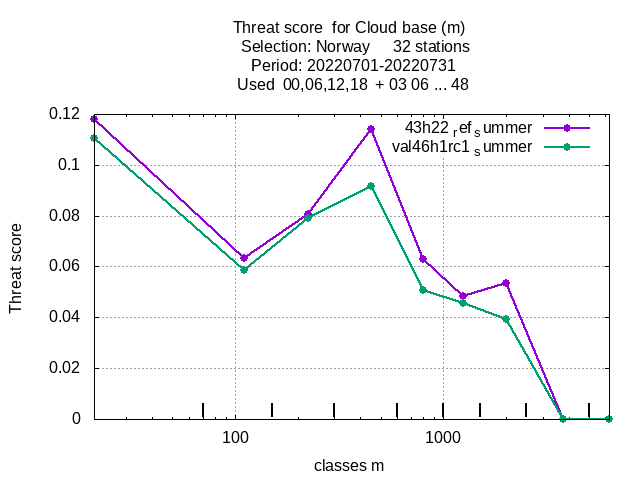 Threat score  for Cloud base (m)
Selection: Norway     32 stations
Period: 20220701-20220731
Used  00,06,12,18  + 03 06 ... 48
43h22 ref summer
val46h1rc1 summer
Threat score
0.12
0.1
0.08
0.06
0.04
0.02
0
100
1000
classes m